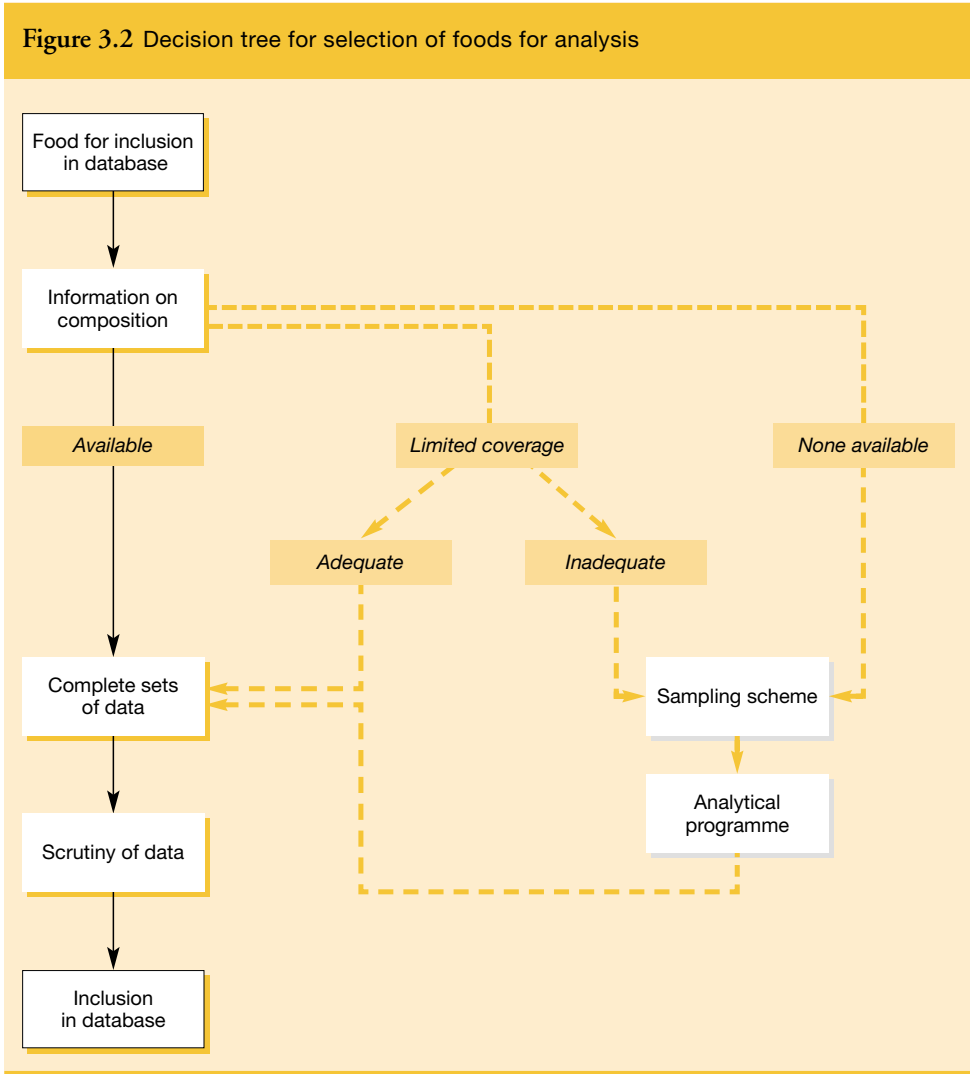 Figure 3.2 Decision tree for selection of foods for analysis
Food for inclusion
in database
Information on
composition
Available
Limited coverage
None available
Adequate
Inadequate
Complete sets
of data
Sampling scheme
Analytical
programme
Scrutiny of data
Inclusion
in database